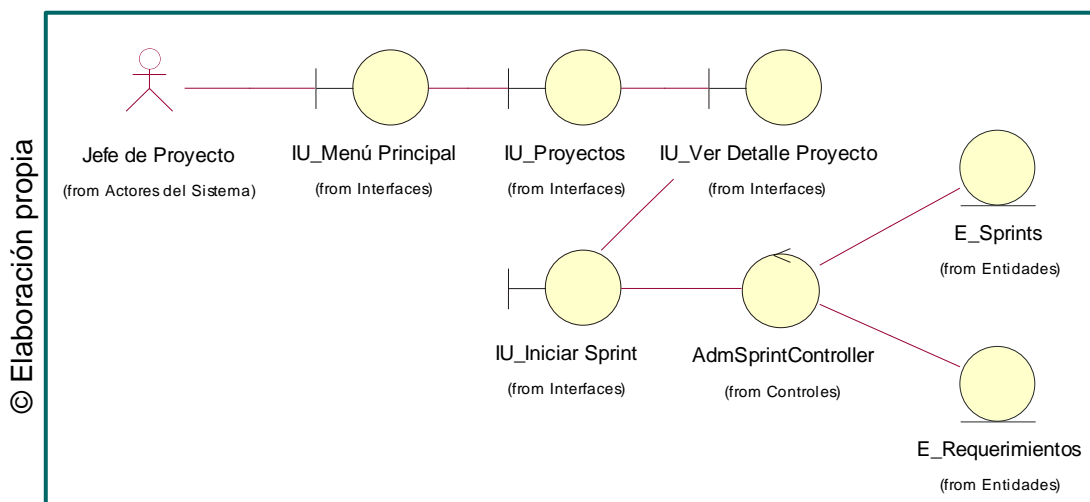 © Elaboración propia
Jefe de Proyecto
(from Actores del Sistema)
IU_Menú Principal
(from Interfaces)
IU_Proyectos
(from Interfaces)
IU_Ver Detalle Proyecto
(from Interfaces)
E_Sprints
(from Entidades)
IU_Iniciar Sprint
(from Interfaces)
AdmSprintController
(from Controles)
E_Requerimientos
(from Entidades)